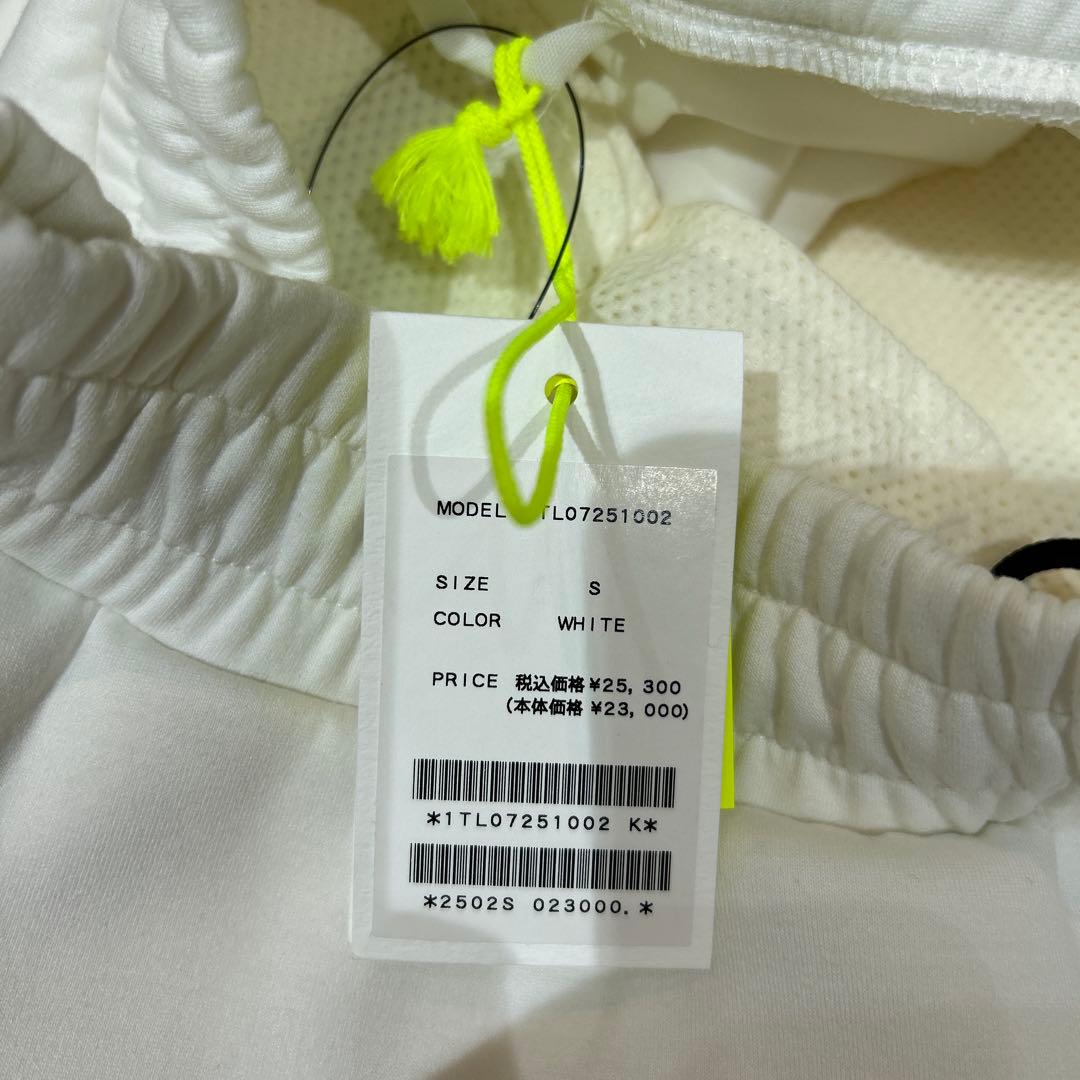 MODEL TL07251002
SIZE S
COLOR WHITE
PRICE 税込価格 ¥25,300
(本体価格 ¥23,000)
*1TL07251002 K*
*2502S 023000.*